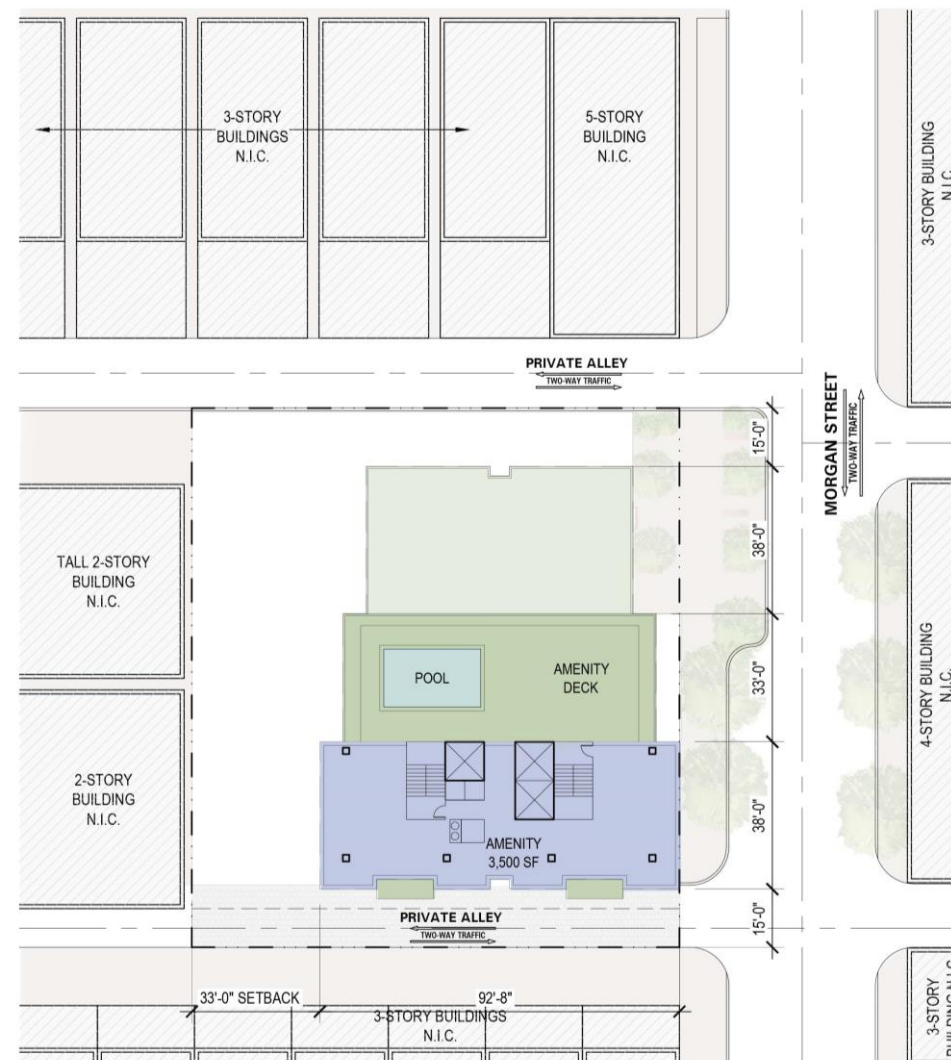 3-STORY
BUILDINGS
N.I.C.
5-STORY
BUILDING
N.I.C.
3-STORY BUILDING
N.I.C.
PRIVATE ALLEY
TWO-WAY TRAFFIC
MORGAN STREET
TWO-WAY TRAFFIC
15'-0"
38'-0"
33'-0"
38'-0"
15'-0"
TALL 2-STORY
BUILDING
N.I.C.
POOL
AMENITY
DECK
4-STORY BUILDING
N.I.C.
2-STORY
BUILDING
N.I.C.
AMENITY
3,500 SF
PRIVATE ALLEY
TWO-WAY TRAFFIC
33'-0" SETBACK
92'-8"
3-STORY BUILDINGS
N.I.C.
3-STORY
BUILDING N.I.C.